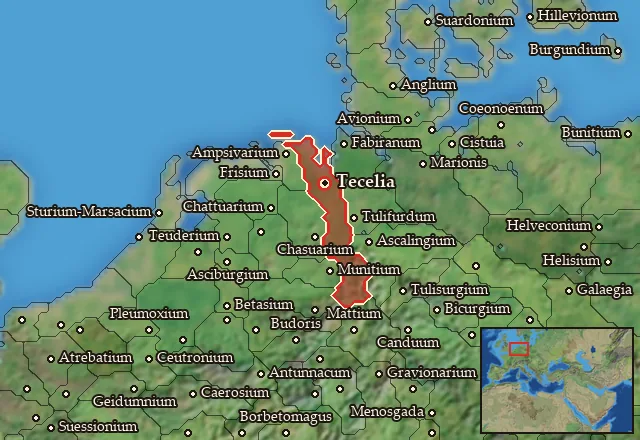 Suardonium
Hillevionum
Burgundium
Anglium
Avionium
Coeonoenum
Bunitium
Fabiranum
Cistuia
Ampsivarium
Marionis
Frisium
Tecelia
Sturium-Marsacium
Chattuarium
Tulifurdum
Helveconium
Teuderium
Chasuarium
Ascalingium
Helisium
Asciburgium
Munitium
Galaegia
Tulisurgium
Betasium
Mattium
Bicurgium
Pleumoxium
Budoris
Canduum
Atrebatium
Ceutronium
Antunnacum
Gravionarium
Geidumnium
Caerosium
Suessionium
Borbetomagus
Menosgada